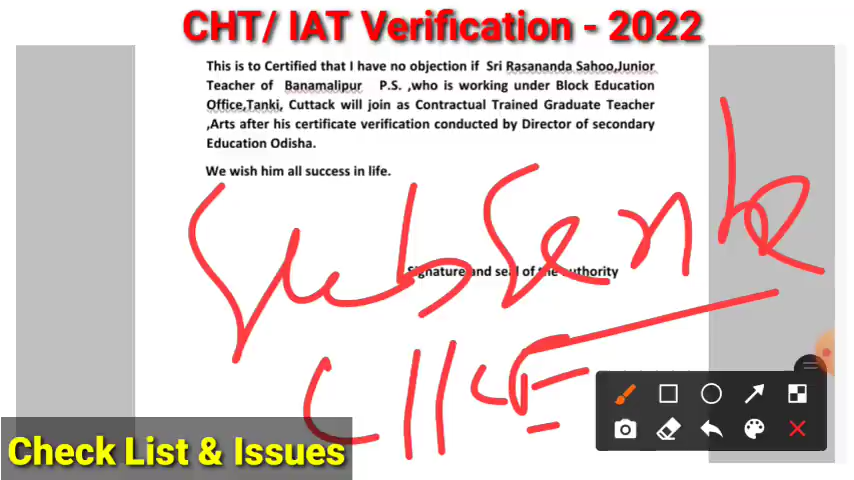 CHT/ IAT Verification - 2022
This is to Certified that I have no objection if Sri Rasananda Sahoo,Junior
Teacher of Banamalipur P.S. ,who is working under Block Education
Office,Tanki, Cuttack will join as Contractual Trained Graduate Teacher
,Arts after his certificate verification conducted by Director of secondary
Education Odisha.
We wish him all success in life.
Signature and seal of the authority
Check List & Issues